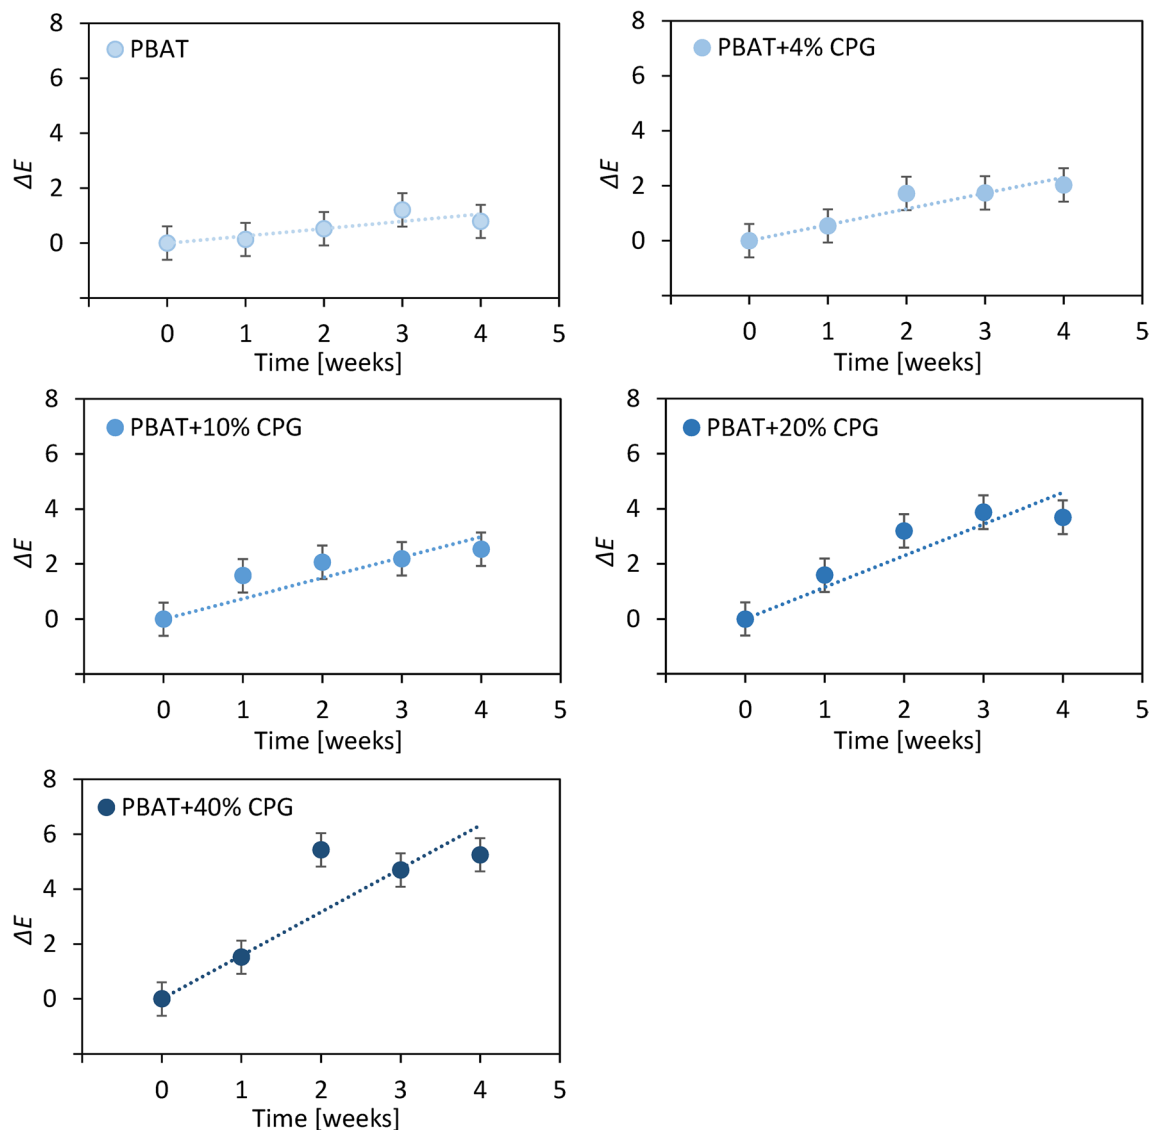 8
PBAT
6
4
2
0
ΔE
0 1 2 3 4 5
Time [weeks]
8
PBAT+4% CPG
6
4
2
0
ΔE
0 1 2 3 4 5
Time [weeks]
8
PBAT+10% CPG
6
4
2
0
ΔE
0 1 2 3 4 5
Time [weeks]
8
PBAT+20% CPG
6
4
2
0
ΔE
0 1 2 3 4 5
Time [weeks]
8
PBAT+40% CPG
6
4
2
0
ΔE
0 1 2 3 4 5
Time [weeks]